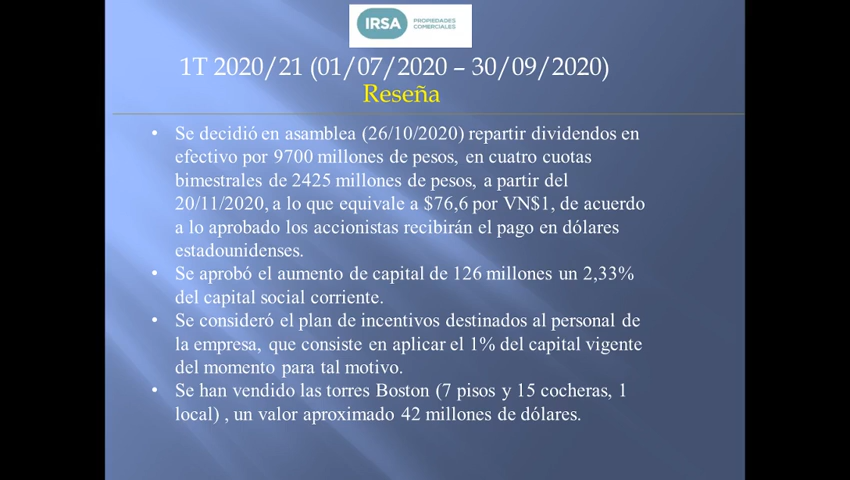 IRSA PROPIEDADES
COMERCIALES
1T 2020/21 (01/07/2020 – 30/09/2020)
Reseña
• Se decidió en asamblea (26/10/2020) repartir dividendos en
efectivo por 9700 millones de pesos, en cuatro cuotas
bimestrales de 2425 millones de pesos, a partir del
20/11/2020, a lo que equivale a $76,6 por VN$1, de acuerdo
a lo aprobado los accionistas recibirán el pago en dólares
estadounidenses.
• Se aprobó el aumento de capital de 126 millones un 2,33%
del capital social corriente.
• Se consideró el plan de incentivos destinados al personal de
la empresa, que consiste en aplicar el 1% del capital vigente
del momento para tal motivo.
• Se han vendido las torres Boston (7 pisos y 15 cocheras, 1
local) , un valor aproximado 42 millones de dólares.